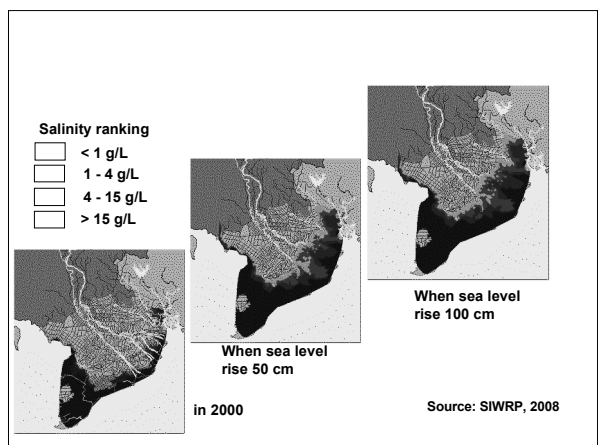 Salinity ranking
< 1 g/L
1 - 4 g/L
4 - 15 g/L
> 15 g/L
in 2000
When sea level
rise 50 cm
When sea level
rise 100 cm
Source: SIWRP, 2008